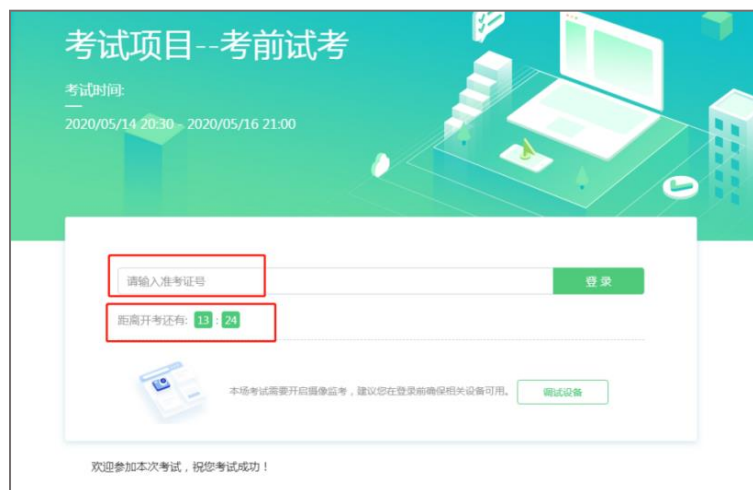 考试项目--考前试考
考试时间:
2020/05/14 20:30 - 2020/05/16 21:00
请输入准考证号
登 录
距离开考还有: 13 : 24
本场考试需要开启摄像监考，建议您在登录前确保相关设备可用。
调试设备
欢迎参加本次考试，祝您考试成功！